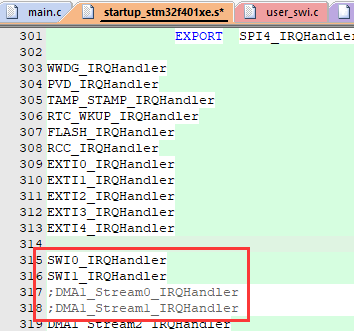 main.c startup_stm32f401xe.s* user_swi.c
301 EXPORT SPI4_IRQHandler
302
303 WWDG_IRQHandler
304 PVD_IRQHandler
305 TAMP_STAMP_IRQHandler
306 RTC_WKUP_IRQHandler
307 FLASH_IRQHandler
308 RCC_IRQHandler
309 EXTI0_IRQHandler
310 EXTI1_IRQHandler
311 EXTI2_IRQHandler
312 EXTI3_IRQHandler
313 EXTI4_IRQHandler
314
315 SWI0_IRQHandler
316 SWI1_IRQHandler
317 ;DMA1_Stream0_IRQHandler
318 ;DMA1_Stream1_IRQHandler
319 DMA1_Stream2_IRQHandler